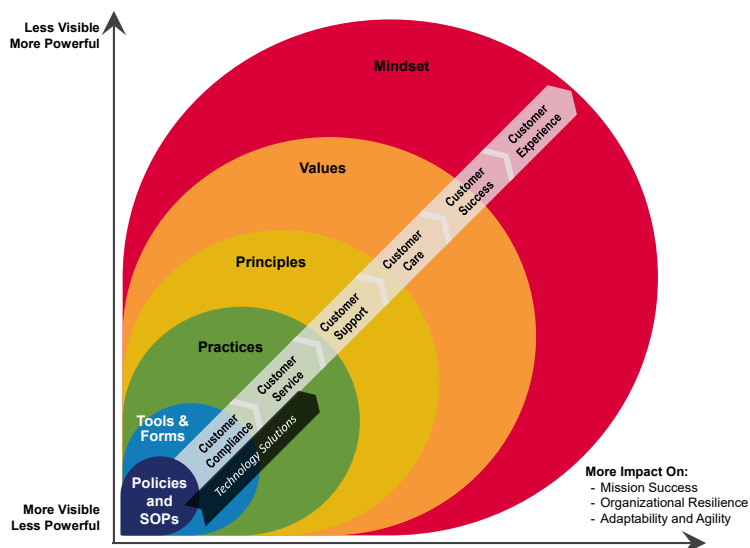 Less Visible
More Powerful
Mindset
Values
Principles
Practices
Tools &
Forms
Policies
and
SOPs
Customer
Compliance
Customer
Service
Customer
Support
Customer
Care
Customer
Success
Customer
Experience
Technology Solutions
More Visible
Less Powerful
More Impact On:
- Mission Success
- Organizational Resilience
- Adaptability and Agility